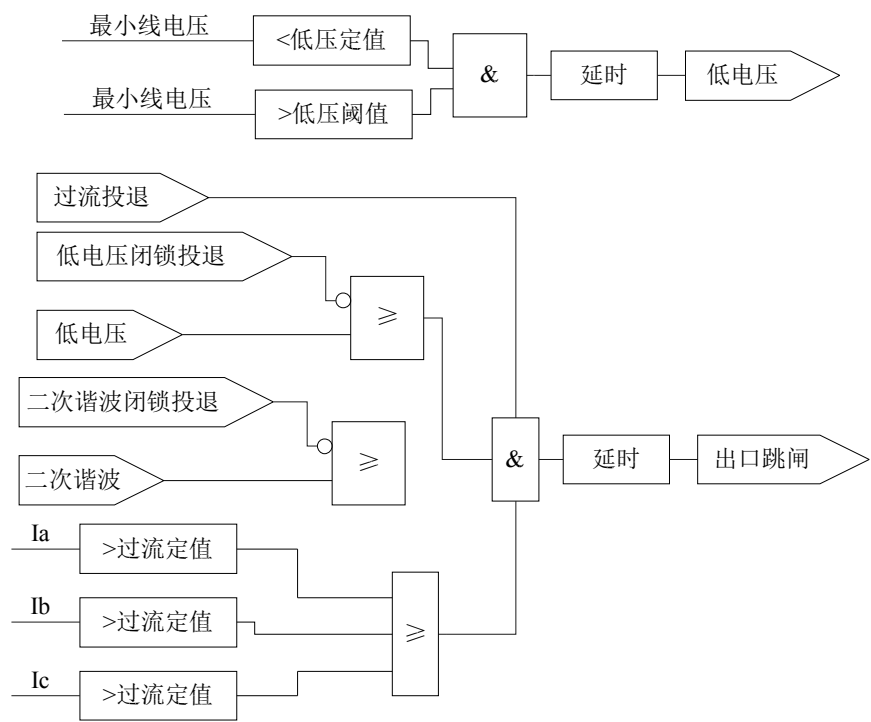 最小线电压
<低压定值
最小线电压
>低压阈值
&
延时
低电压
过流投退
低电压闭锁投退
低电压
≥
二次谐波闭锁投退
二次谐波
≥
&
延时
出口跳闸
Ia
>过流定值
Ib
>过流定值
Ic
>过流定值
≥